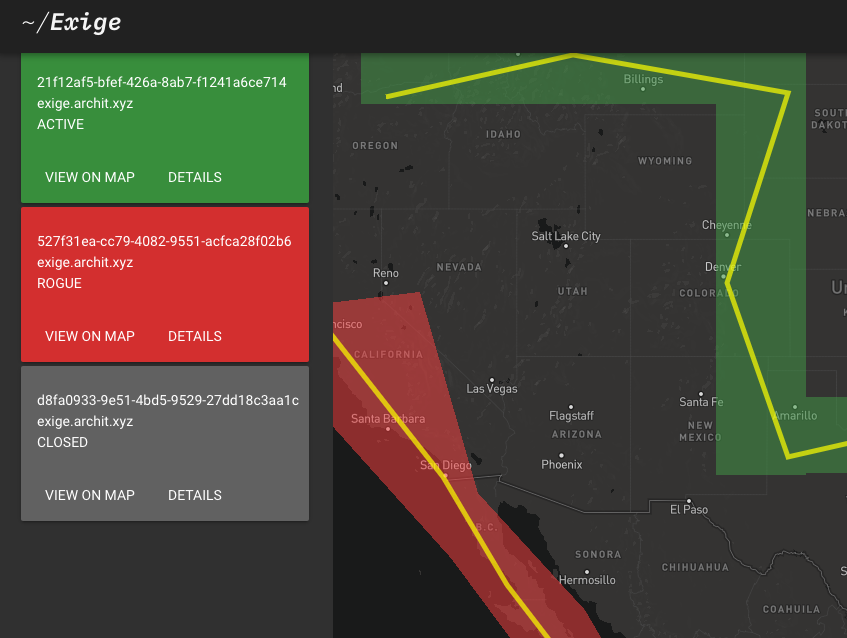 ~/Exige
21f12af5-bfef-426a-8ab7-f1241a6ce714
exige.archit.xyz
ACTIVE
VIEW ON MAP DETAILS
527f31ea-cc79-4082-9551-acfca28f02b6
exige.archit.xyz
ROGUE
VIEW ON MAP DETAILS
d8fa0933-9e51-4bd5-9529-27dd18c3aa1c
exige.archit.xyz
CLOSED
VIEW ON MAP DETAILS
nd
Billings
SOUT
DAKOT
IDAHO
OREGON
WYOMING
NEBRA
Cheyenne
Salt Lake City
Reno
NEVADA
Denver
UTAH
COLORADO
Un
ncisco
CALIFORNIA
Las Vegas
Santa Fe
Santa Barbara
Flagstaff
Amarillo
ARIZONA
NEW
MEXICO
San Diego
Phoenix
El Paso
B.C.
SONORA
CHIHUAHUA
Hermosillo
COAHUILA